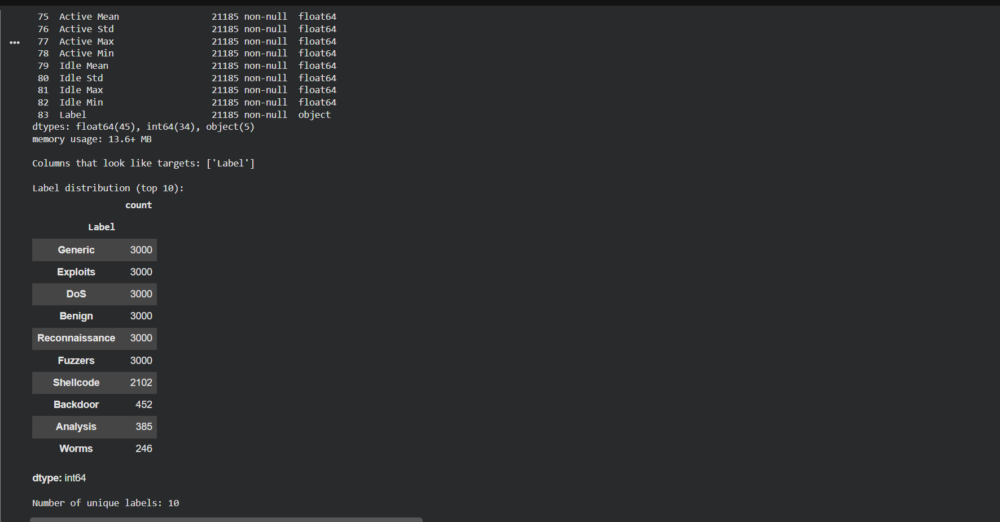 75  Active Mean                 21185 non-null  float64
76  Active Std                  21185 non-null  float64
77  Active Max                  21185 non-null  float64
78  Active Min                  21185 non-null  float64
79  Idle Mean                   21185 non-null  float64
80  Idle Std                    21185 non-null  float64
81  Idle Max                    21185 non-null  float64
82  Idle Min                    21185 non-null  float64
83  Label                       21185 non-null  object
dtypes: float64(45), int64(34), object(5)
memory usage: 13.6+ MB
Columns that look like targets: ['Label']
Label distribution (top 10):
count
Label
Generic 3000
Exploits 3000
DoS 3000
Benign 3000
Reconnaissance 3000
Fuzzers 3000
Shellcode 2102
Backdoor 452
Analysis 385
Worms 246
dtype: int64
Number of unique labels: 10